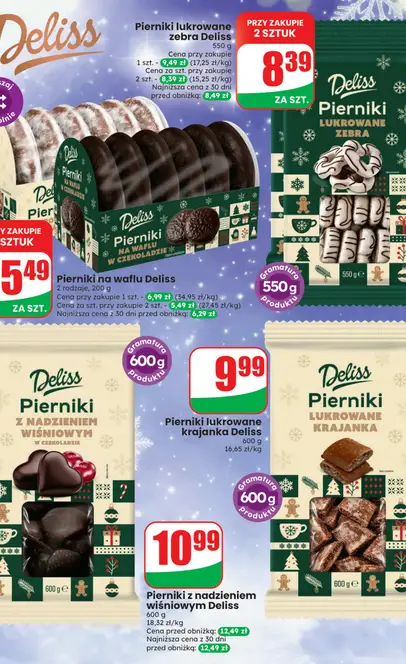 Deliss
Pierniki lukrowane
zebra Deliss
550 g
Cena przy zakupie
1 szt. - 9,49 zł (17,25 zł/kg)
Cena za szt. przy zakupie
2 szt. - 8,39 zł (15,25 zł/kg)
Najniższa cena z 30 dni
przed obniżką: 8,49 zł
PRZY ZAKUPIE
2 SZTUK
8 39
ZA SZT.
Deliss
Pierniki
LUKROWANE
ZEBRA
550 g e
Gramatura
550 g
produktu
Deliss
Pierniki
NA WAFLU
W CZEKOLADZIE
Y ZAKUPIE
SZTUK
5 49
ZA SZT.
Pierniki na waflu Deliss
2 rodzaje, 200 g
Cena przy zakupie 1 szt. - 6,99 zł (34,95 zł/kg)
Cena za szt. przy zakupie 2 szt. - 5,49 zł (27,45 zł/kg)
Najniższa cena z 30 dni przed obniżką: 6,29 zł
Gramatura
600 g
produktu
Deliss
Pierniki
Z NADZIENIEM
WIŚNIOWYM
W CZEKOLADZIE
600 g e
9 99
Pierniki lukrowane
krajanka Deliss
600 g
16,65 zł/kg
Deliss
Pierniki
LUKROWANE
KRAJANKA
600 g e
Gramatura
600 g
produktu
10 99
Pierniki z nadzieniem
wiśniowym Deliss
600 g
18,32 zł/kg
Cena przed obniżką: 12,49 zł
Najniższa cena z 30 dni
przed obniżką: 12,49 zł